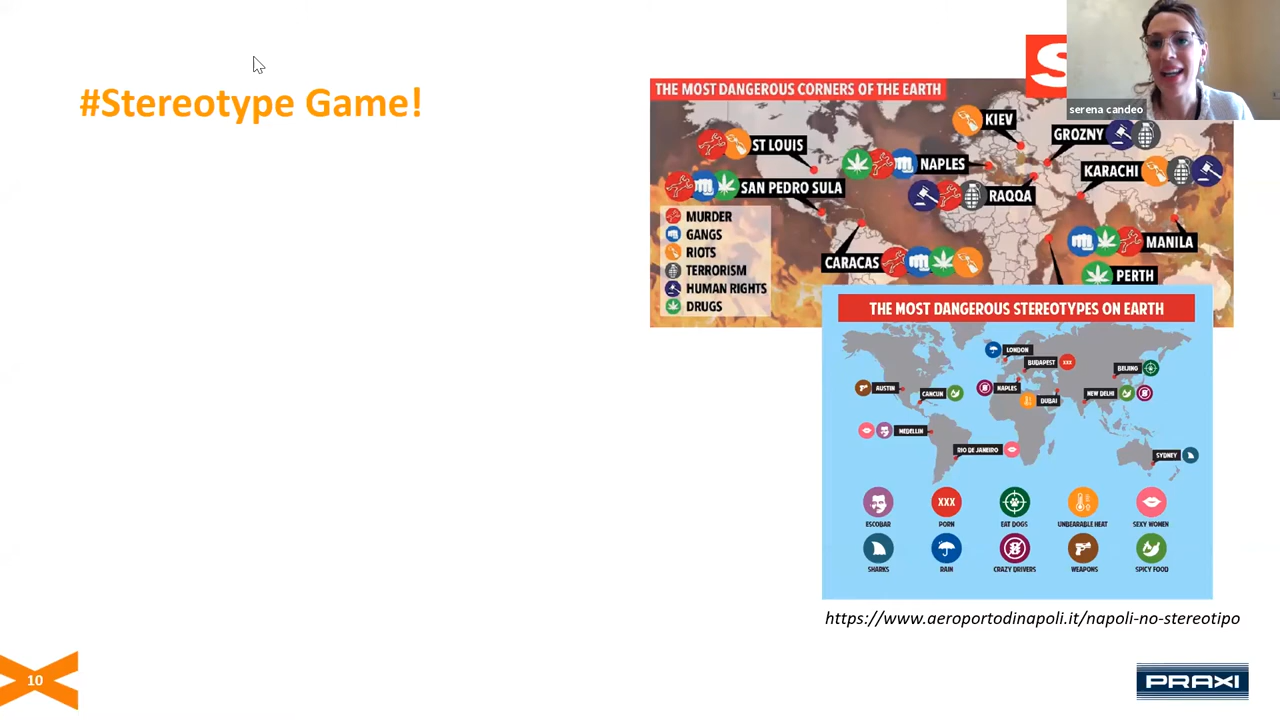 #Stereotype Game!
S
serena candeo
THE MOST DANGEROUS CORNERS OF THE EARTH
KIEV
GROZNY
ST LOUIS
NAPLES
KARACHI
SAN PEDRO SULA
RAQQA
MURDER
GANGS
RIOTS
TERRORISM
HUMAN RIGHTS
DRUGS
CARACAS
MANILA
PERTH
THE MOST DANGEROUS STEREOTYPES ON EARTH
LONDON
BUDAPEST
XXX
BEIJING
AUSTIN
CANCUN
NAPLES
DUBAI
NEW DELHI
MEDELLIN
RIO DE JANEIRO
SYDNEY
XXX
ESCOBAR
PORN
EAT DOGS
UNBEARABLE HEAT
SEXY WOMEN
SHARKS
RAIN
CRAZY DRIVERS
WEAPONS
SPICY FOOD
https://www.aeroportodinapoli.it/napoli-no-stereotipo
10
PRAXI